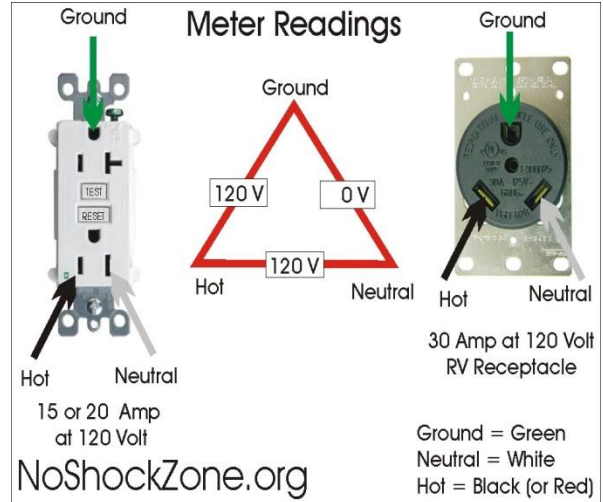 Meter Readings
Ground
TEST
RESET
Hot
Neutral
15 or 20 Amp
at 120 Volt
Ground
120 V
0 V
120 V
Hot
Neutral
Ground
30A 125V
Hot
Neutral
30 Amp at 120 Volt
RV Receptacle
Ground = Green
Neutral = White
Hot = Black (or Red)
NoShockZone.org